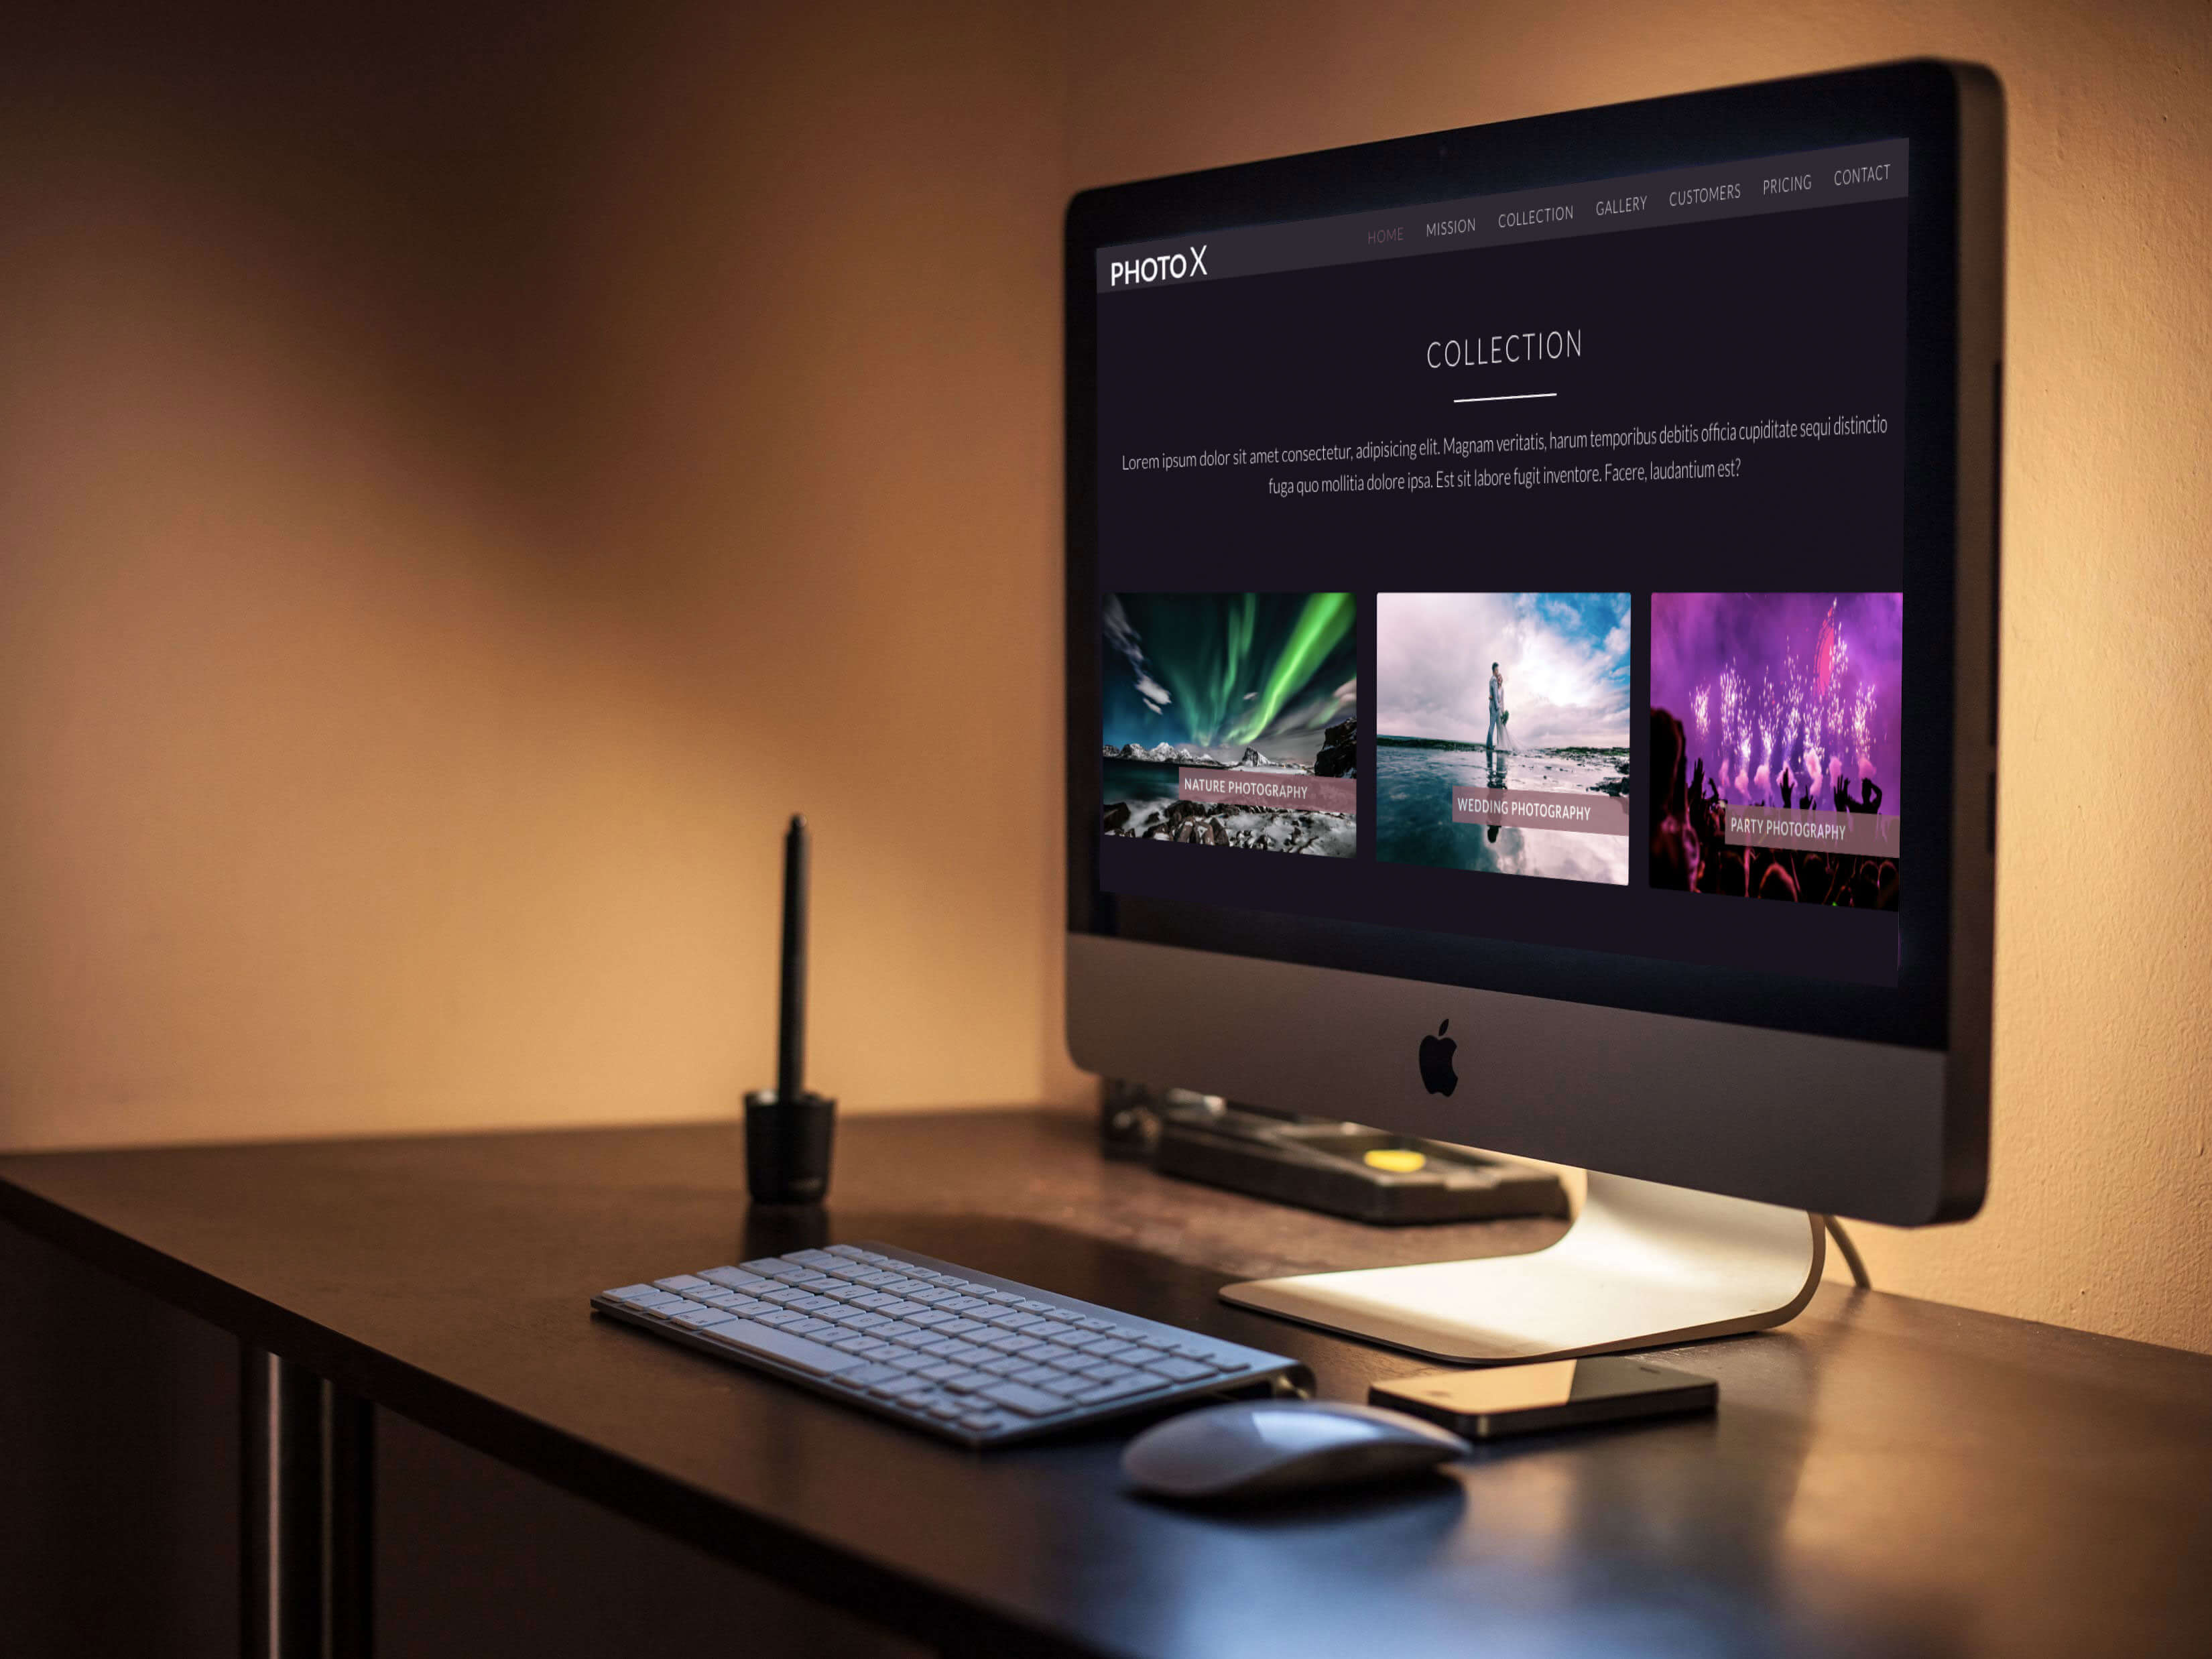 PHOTO X
HOME MISSION COLLECTION GALLERY CUSTOMERS PRICING CONTACT
COLLECTION
Lorem ipsum dolor sit amet consectetur, adipisicing elit. Magnam veritatis, harum temporibus debitis officia cupiditate sequi distinctio
fuga quo mollitia dolore ipsa. Est sit labore fugit inventore. Facere, laudantium est?
NATURE PHOTOGRAPHY
WEDDING PHOTOGRAPHY
PARTY PHOTOGRAPHY